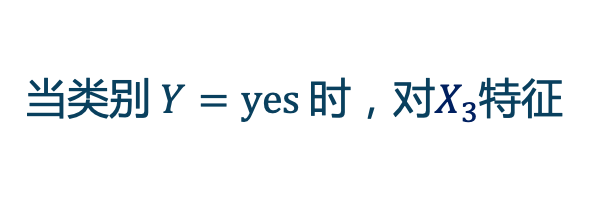 当类别 Y = yes 时，对X₃特征